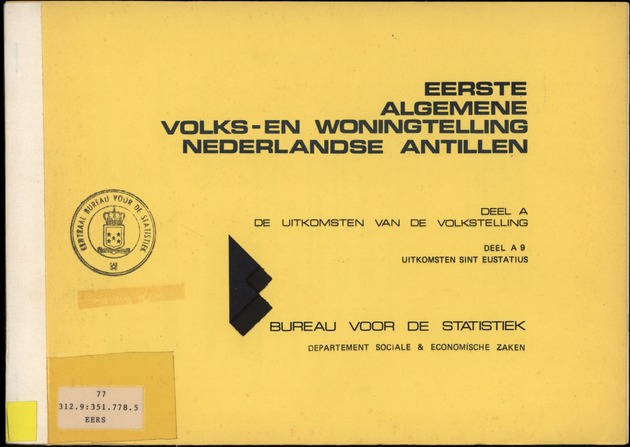 EERSTE
ALGEMENE
VOLKS-EN WONINGTELLING
NEDERLANDSE ANTILLEN
CENTRAAL BUREAU VOOR DE STATISTIEK
DEEL A
DE UITKOMSTEN VAN DE VOLKSTELLING
DEEL A 9
UITKOMSTEN SINT EUSTATIUS
BUREAU VOOR DE STATISTIEK
DEPARTEMENT SOCIALE & ECONOMISCHE ZAKEN
77
312.9:351.778.5
EERS